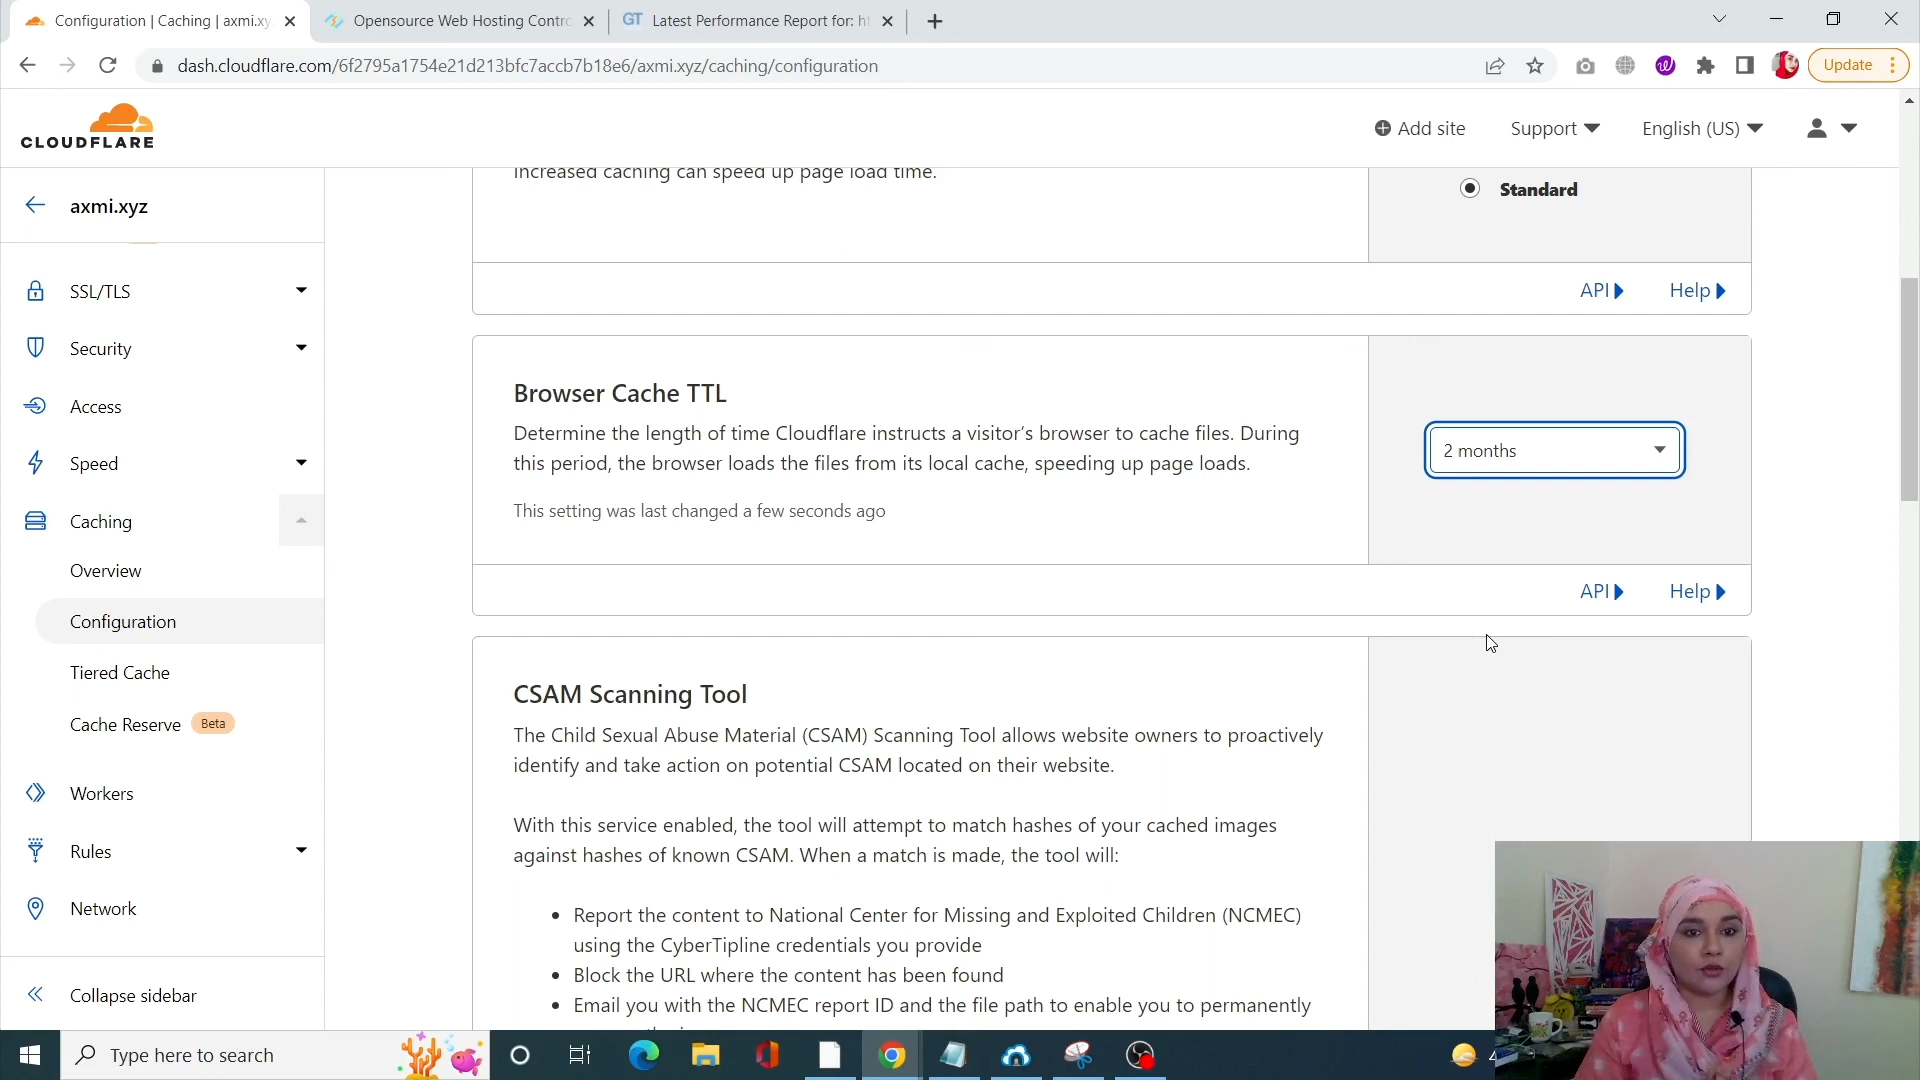 Configuration | Caching | axmi.xy
Opensource Web Hosting Contro
GT Latest Performance Report for: ht
dash.cloudflare.com/6f2795a1754e21d213bfc7accb7b18e6/axmi.xyz/caching/configuration
Update
CLOUDFLARE
Add site
Support
English (US)
axmi.xyz
SSL/TLS
Security
Access
Speed
Caching
Overview
Configuration
Tiered Cache
Cache Reserve Beta
Workers
Rules
Network
Collapse sidebar
increased caching can speed up page load time.
Standard
API
Help
Browser Cache TTL
Determine the length of time Cloudflare instructs a visitor's browser to cache files. During
this period, the browser loads the files from its local cache, speeding up page loads.
This setting was last changed a few seconds ago
2 months
API
Help
CSAM Scanning Tool
The Child Sexual Abuse Material (CSAM) Scanning Tool allows website owners to proactively
identify and take action on potential CSAM located on their website.
With this service enabled, the tool will attempt to match hashes of your cached images
against hashes of known CSAM. When a match is made, the tool will:
• Report the content to National Center for Missing and Exploited Children (NCMEC)
using the CyberTipline credentials you provide
• Block the URL where the content has been found
• Email you with the NCMEC report ID and the file path to enable you to permanently
Type here to search